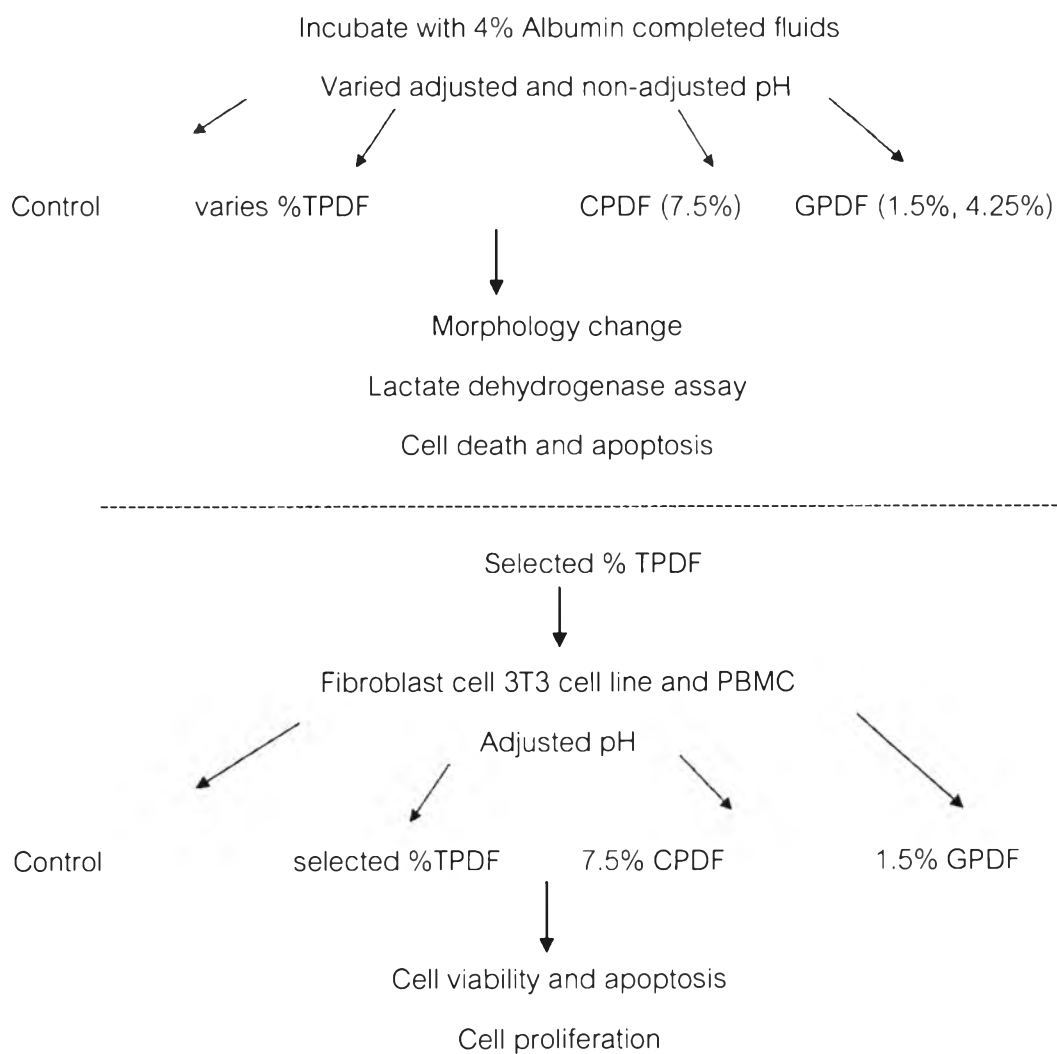 Incubate with 4% Albumin completed fluids
Varied adjusted and non-adjusted pH
Control varies %TPDF CPDF (7.5%) GPDF (1.5%, 4.25%)
Morphology change
Lactate dehydrogenase assay
Cell death and apoptosis
Selected % TPDF
Fibroblast cell 3T3 cell line and PBMC
Adjusted pH
Control selected %TPDF 7.5% CPDF 1.5% GPDF
Cell viability and apoptosis
Cell proliferation